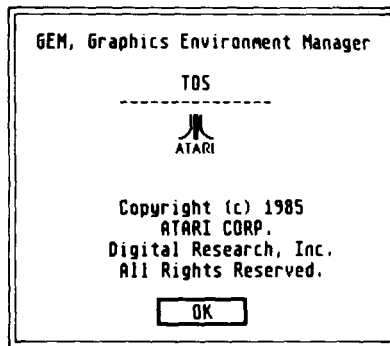 GEM, Graphics Environment Manager
TOS
--------------------
ATARI
Copyright (c) 1985
ATARI CORP.
Digital Research, Inc.
All Rights Reserved.
OK